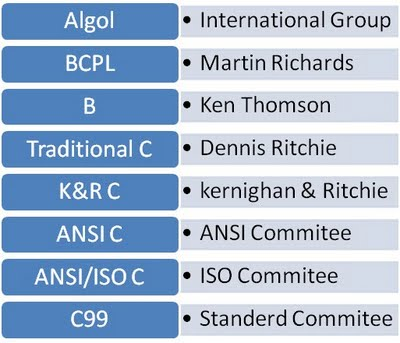 Algol • International Group
BCPL • Martin Richards
B • Ken Thomson
Traditional C • Dennis Ritchie
K&R C • kernighan & Ritchie
ANSI C • ANSI Commitee
ANSI/ISO C • ISO Commitee
C99 • Standerd Commitee